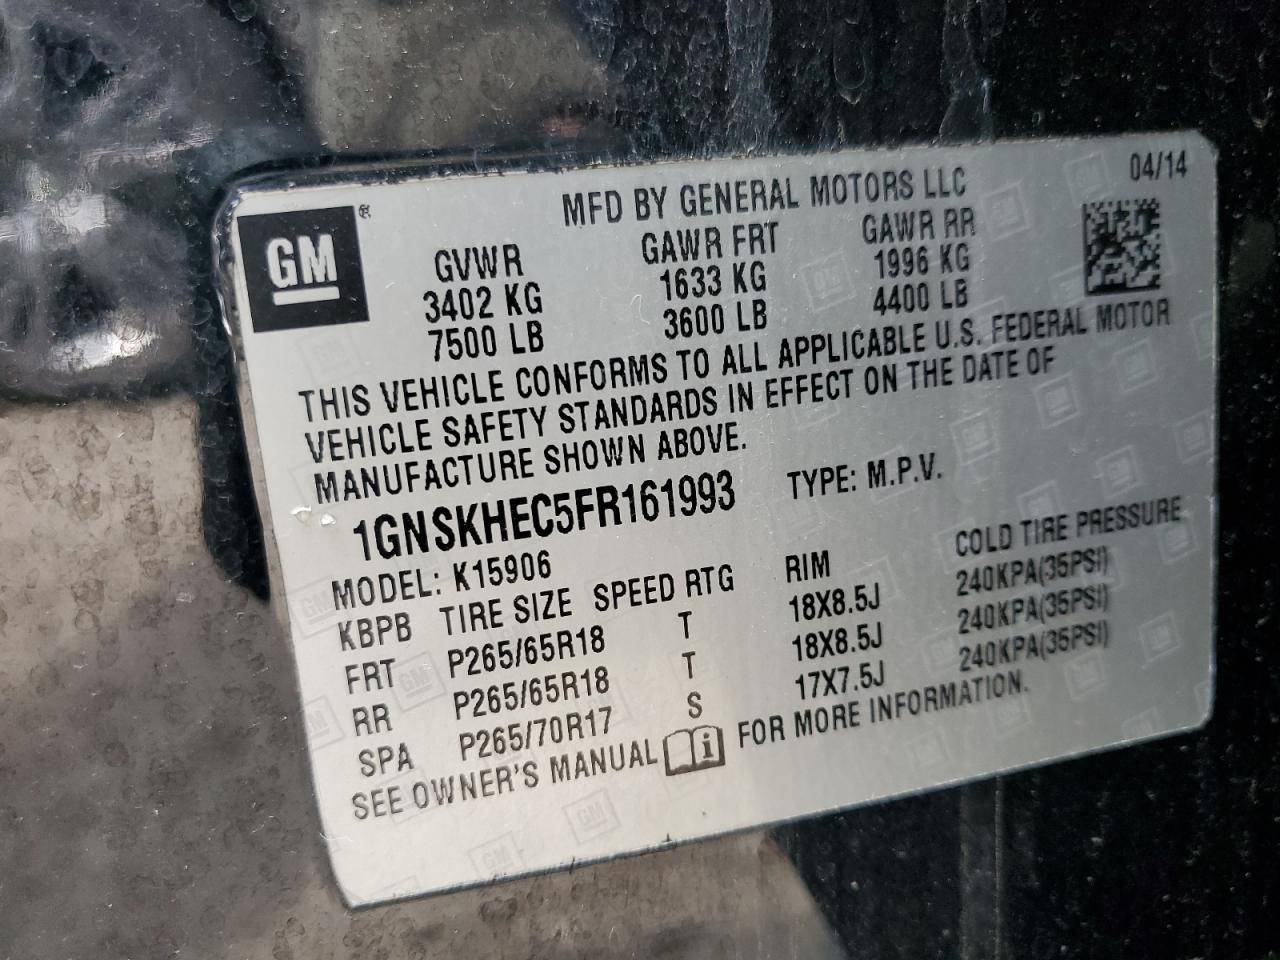 04/14
GM®
MFD BY GENERAL MOTORS LLC
GVWR GAWR FRT GAWR RR
3402 KG 1633 KG 1996 KG
7500 LB 3600 LB 4400 LB
THIS VEHICLE CONFORMS TO ALL APPLICABLE U.S. FEDERAL MOTOR
VEHICLE SAFETY STANDARDS IN EFFECT ON THE DATE OF
MANUFACTURE SHOWN ABOVE.
1GNSKHEC5FR161993 TYPE: M.P.V.
MODEL: K15906
KBPB TIRE SIZE SPEED RTG RIM COLD TIRE PRESSURE
FRT P265/65R18 T 18X8.5J 240KPA(35PSI)
RR P265/65R18 T 18X8.5J 240KPA(35PSI)
SPA P265/70R17 S 17X7.5J 240KPA(35PSI)
SEE OWNER'S MANUAL i FOR MORE INFORMATION.